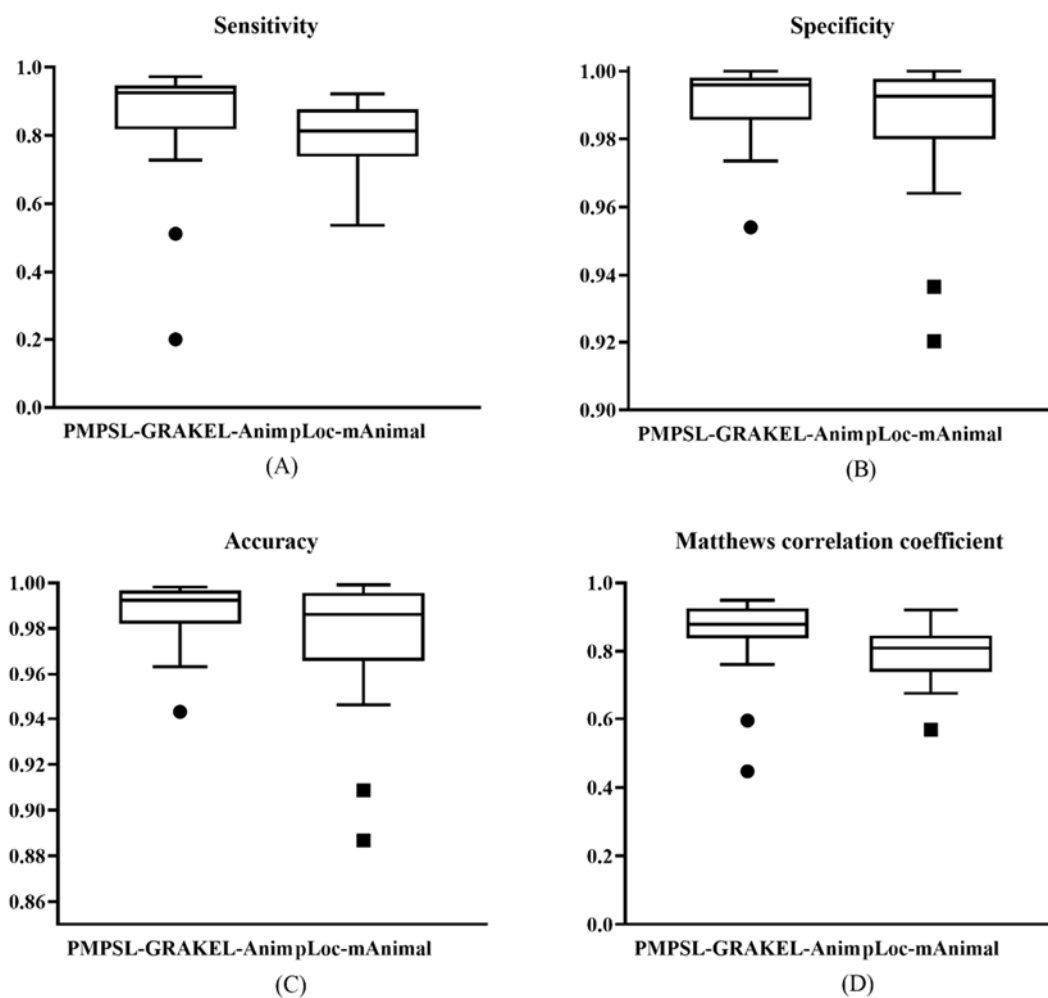 Sensitivity
1.0
0.8
0.6
0.4
0.2
0.0
PMPSL-GRAKEL-AnimpLoc-mAnimal
(A)
Specificity
1.00
0.98
0.96
0.94
0.92
0.90
PMPSL-GRAKEL-AnimpLoc-mAnimal
(B)
Accuracy
1.00
0.98
0.96
0.94
0.92
0.90
0.88
0.86
PMPSL-GRAKEL-AnimpLoc-mAnimal
(C)
Matthews correlation coefficient
1.0
0.8
0.6
0.4
0.2
0.0
PMPSL-GRAKEL-AnimpLoc-mAnimal
(D)